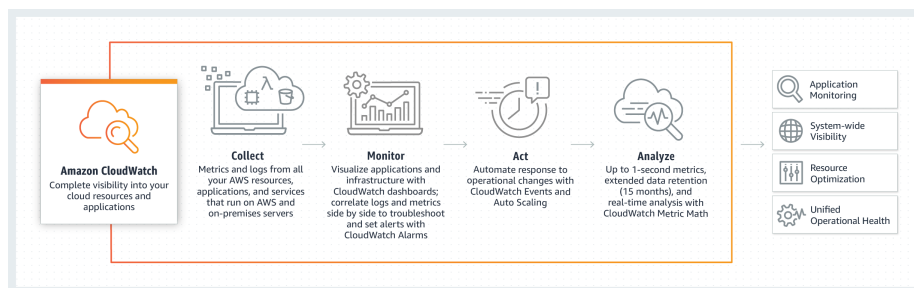 Amazon CloudWatch
Complete visibility into your
cloud resources and
applications
Collect
Metrics and logs from all
your AWS resources,
applications, and services
that run on AWS and
on-premises servers
Monitor
Visualize applications and
infrastructure with
CloudWatch dashboards;
correlate logs and metrics
side by side to troubleshoot
and set alerts with
CloudWatch Alarms
Act
Automate response to
operational changes with
CloudWatch Events and
Auto Scaling
Analyze
Up to 1-second metrics,
extended data retention
(15 months), and
real-time analysis with
CloudWatch Metric Math
Application
Monitoring
System-wide
Visibility
Resource
Optimization
Unified
Operational Health